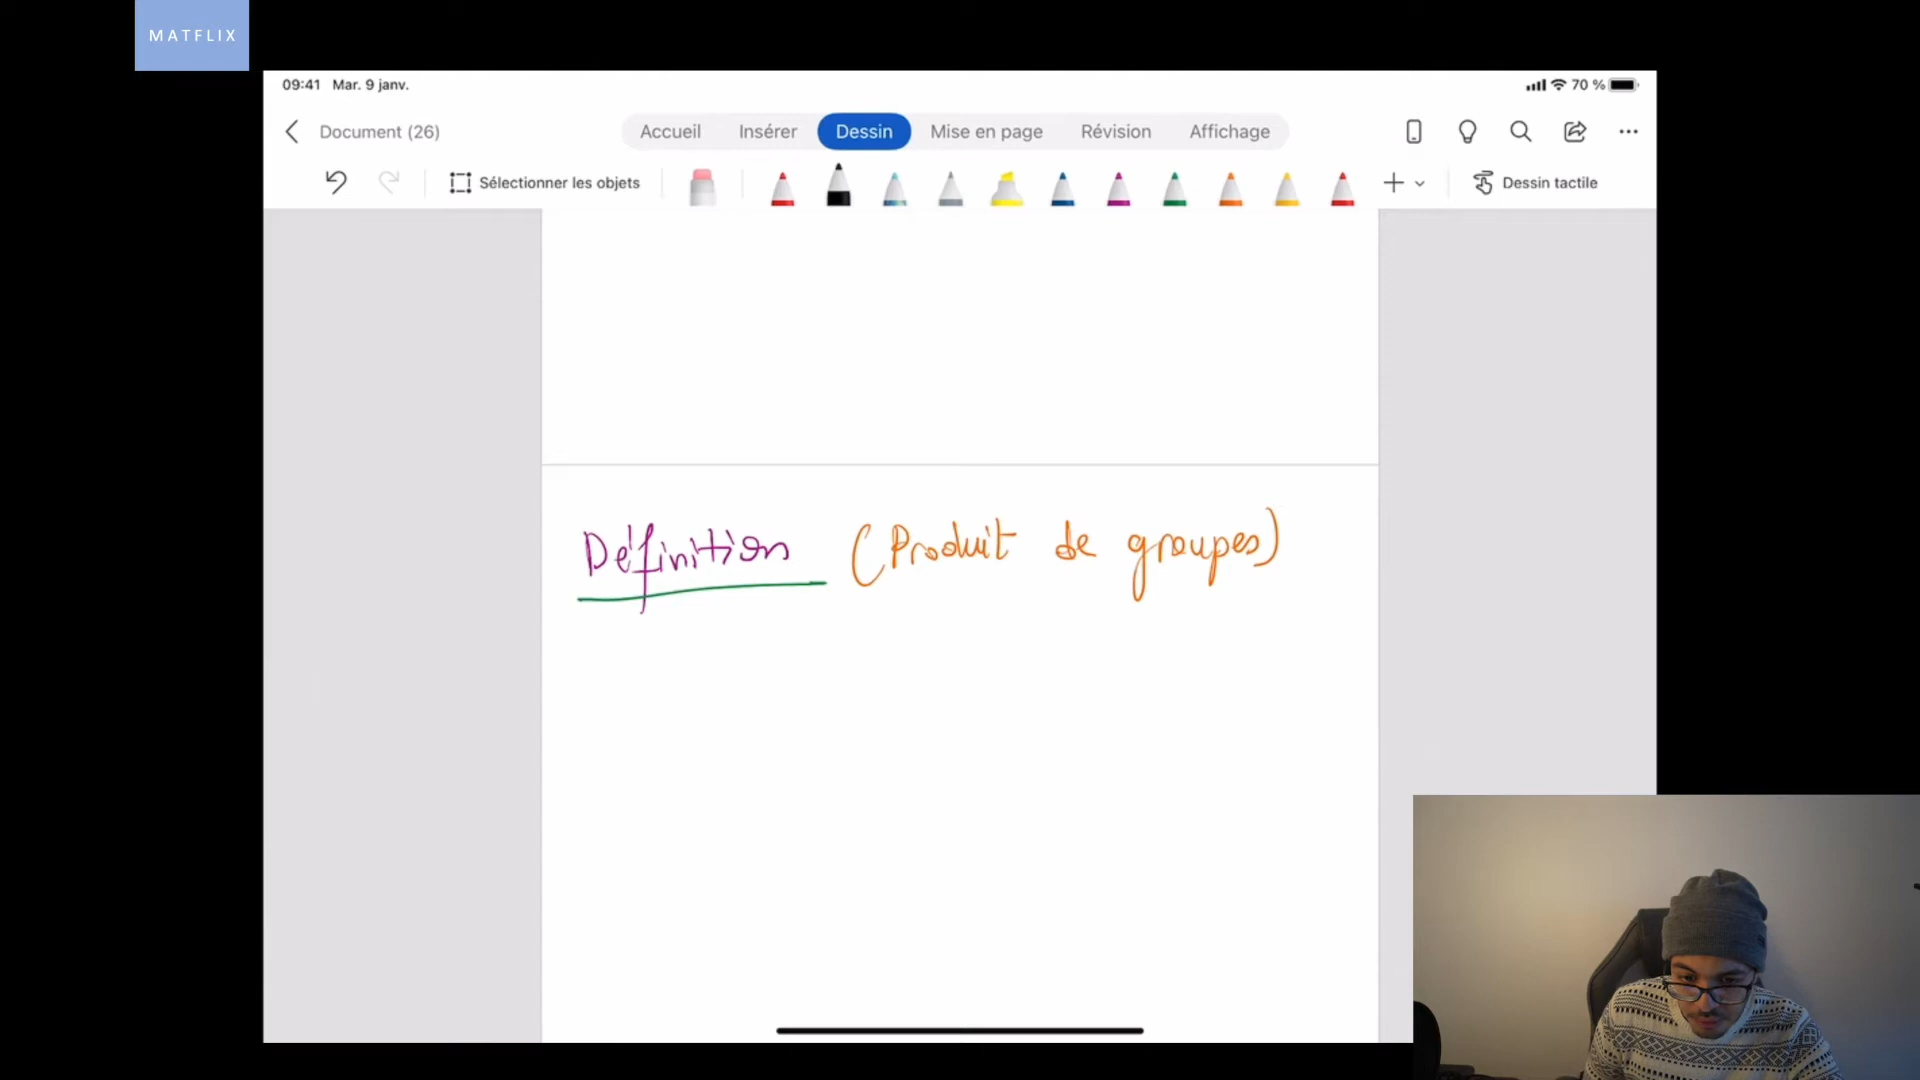 MATFLIX
09:41 Mar. 9 janv.
70 %
Document (26)
Accueil Insérer Dessin Mise en page Révision Affichage
Sélectionner les objets
Dessin tactile
Définition (Produit de groupes)